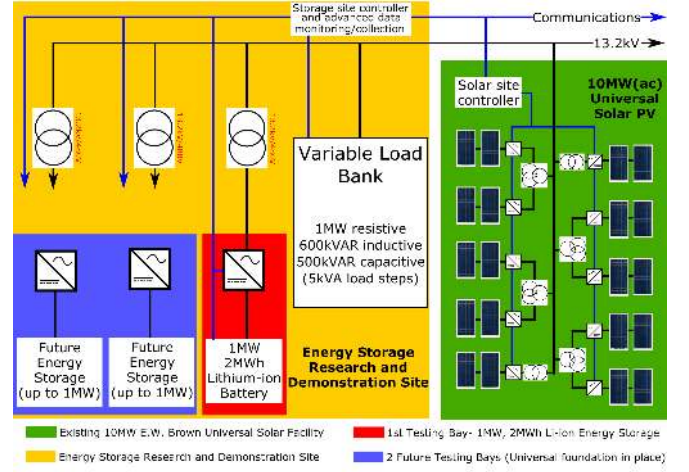 Storage site controller
and advanced data
monitoring/collection
Communications
13.2kV
Solar site
controller
10MW(ac)
Universal
Solar PV
Variable Load
Bank
1MW resistive
600kVAR inductive
500kVAR capacitive
(5kVA load steps)
Future
Energy
Storage
(up to 1MW)
Future
Energy
Storage
(up to 1MW)
1MW
2MWh
Lithium-ion
Battery
Energy Storage
Research and
Demonstration Site
Existing 10MW E.W. Brown Universal Solar Facility
1st Testing Bay- 1MW, 2MWh Li-ion Energy Storage
Energy Storage Research and Demonstration Site
2 Future Testing Bays (Universal foundation in place)